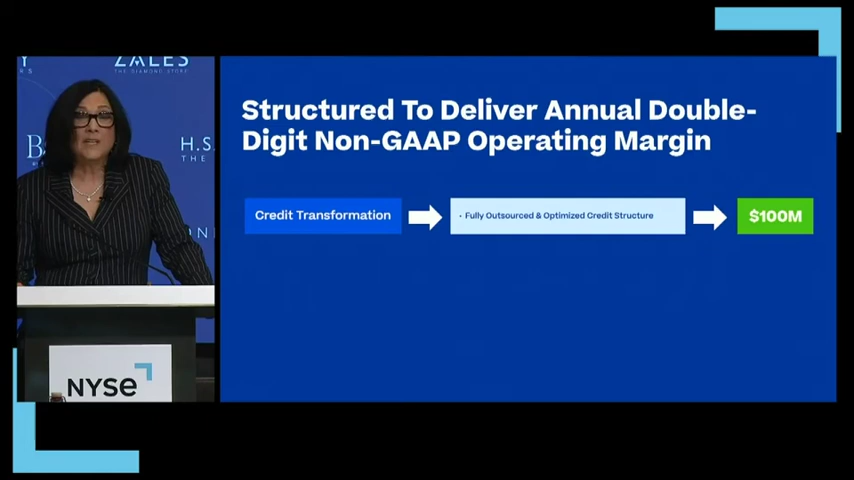 ZALES
THE DIAMOND STORE
H.S
THE
NYSE
Structured To Deliver Annual Double-
Digit Non-GAAP Operating Margin
Credit Transformation
• Fully Outsourced & Optimized Credit Structure
$100M